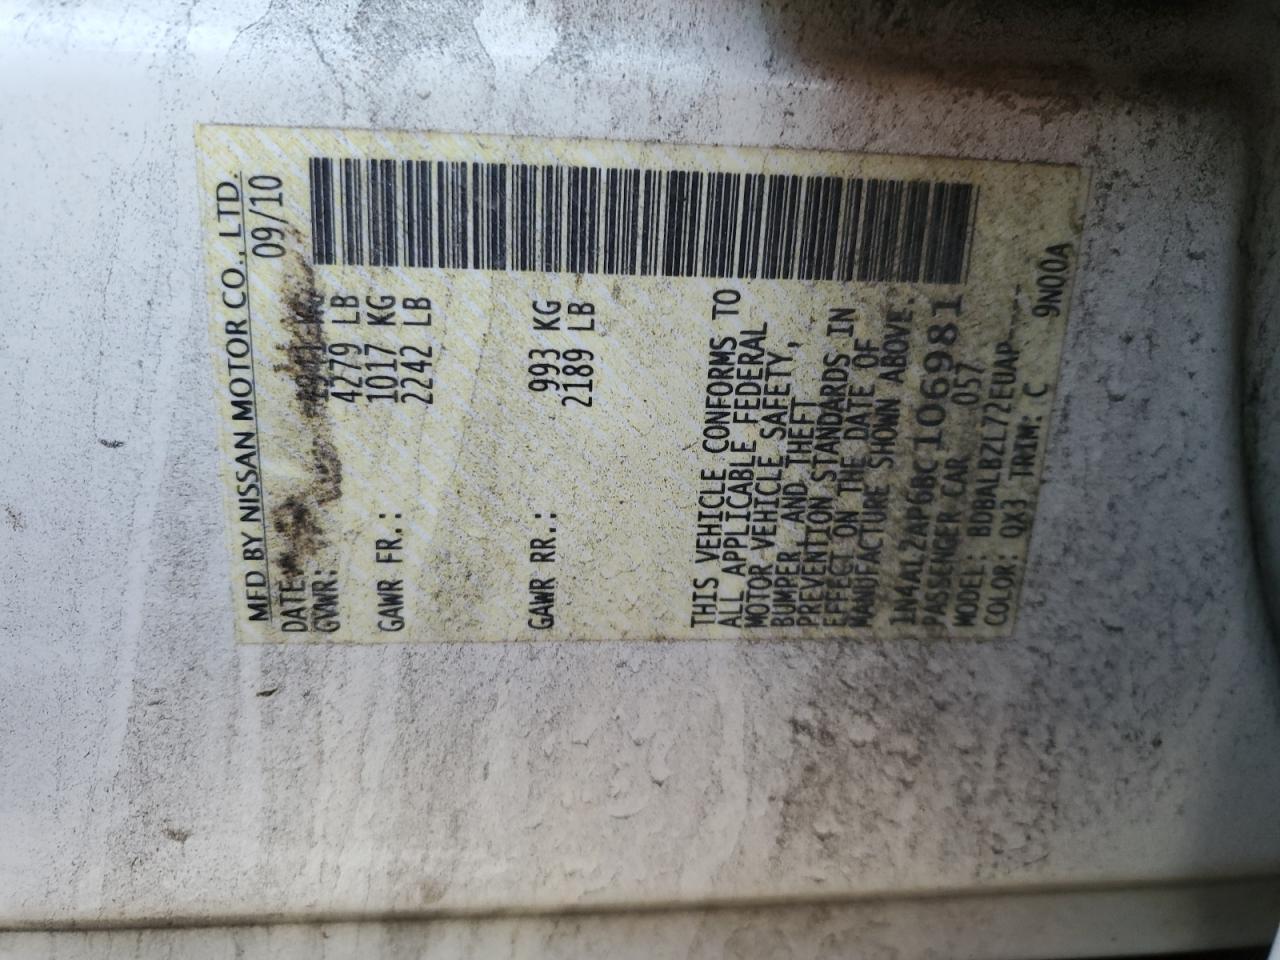 MFD BY NISSAN MOTOR CO., LTD.
DATE: 09/10
GVWR: KG
4279 LB
GAWR FR.: 1017 KG
2242 LB
GAWR RR.: 993 KG
2189 LB
THIS VEHICLE CONFORMS TO
ALL APPLICABLE FEDERAL
MOTOR VEHICLE SAFETY,
BUMPER AND THEFT
PREVENTION STANDARDS IN
EFFECT ON THE DATE OF
MANUFACTURE SHOWN ABOVE.
1N4AL2AP6BC106981
PASSENGER CAR 057
MODEL: BDBALBZL72EUAP----
COLOR: QX3 TRIM: C 9N00A